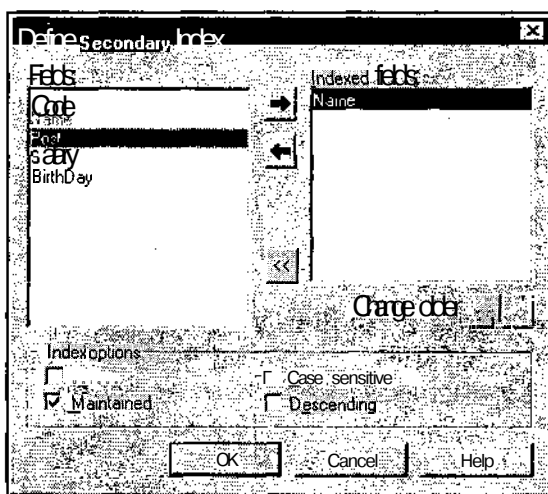 Define Secondary Index
Fields:
Indexed fields:
Code
Name
Name
Post
Salary
BirthDay
<<
Change order
Index options
Case sensitive
Maintained
Descending
OK
Cancel
Help